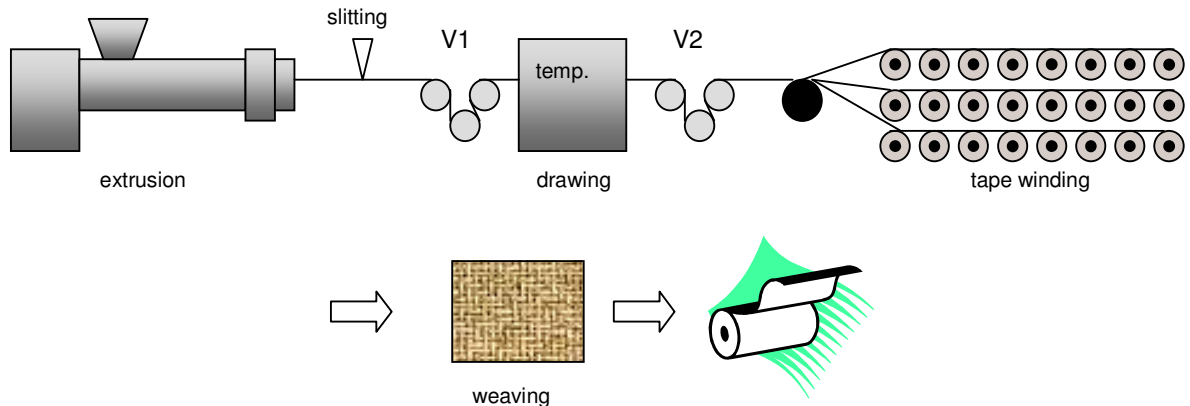 slitting
V1
V2
temp.
extrusion
drawing
tape winding
weaving